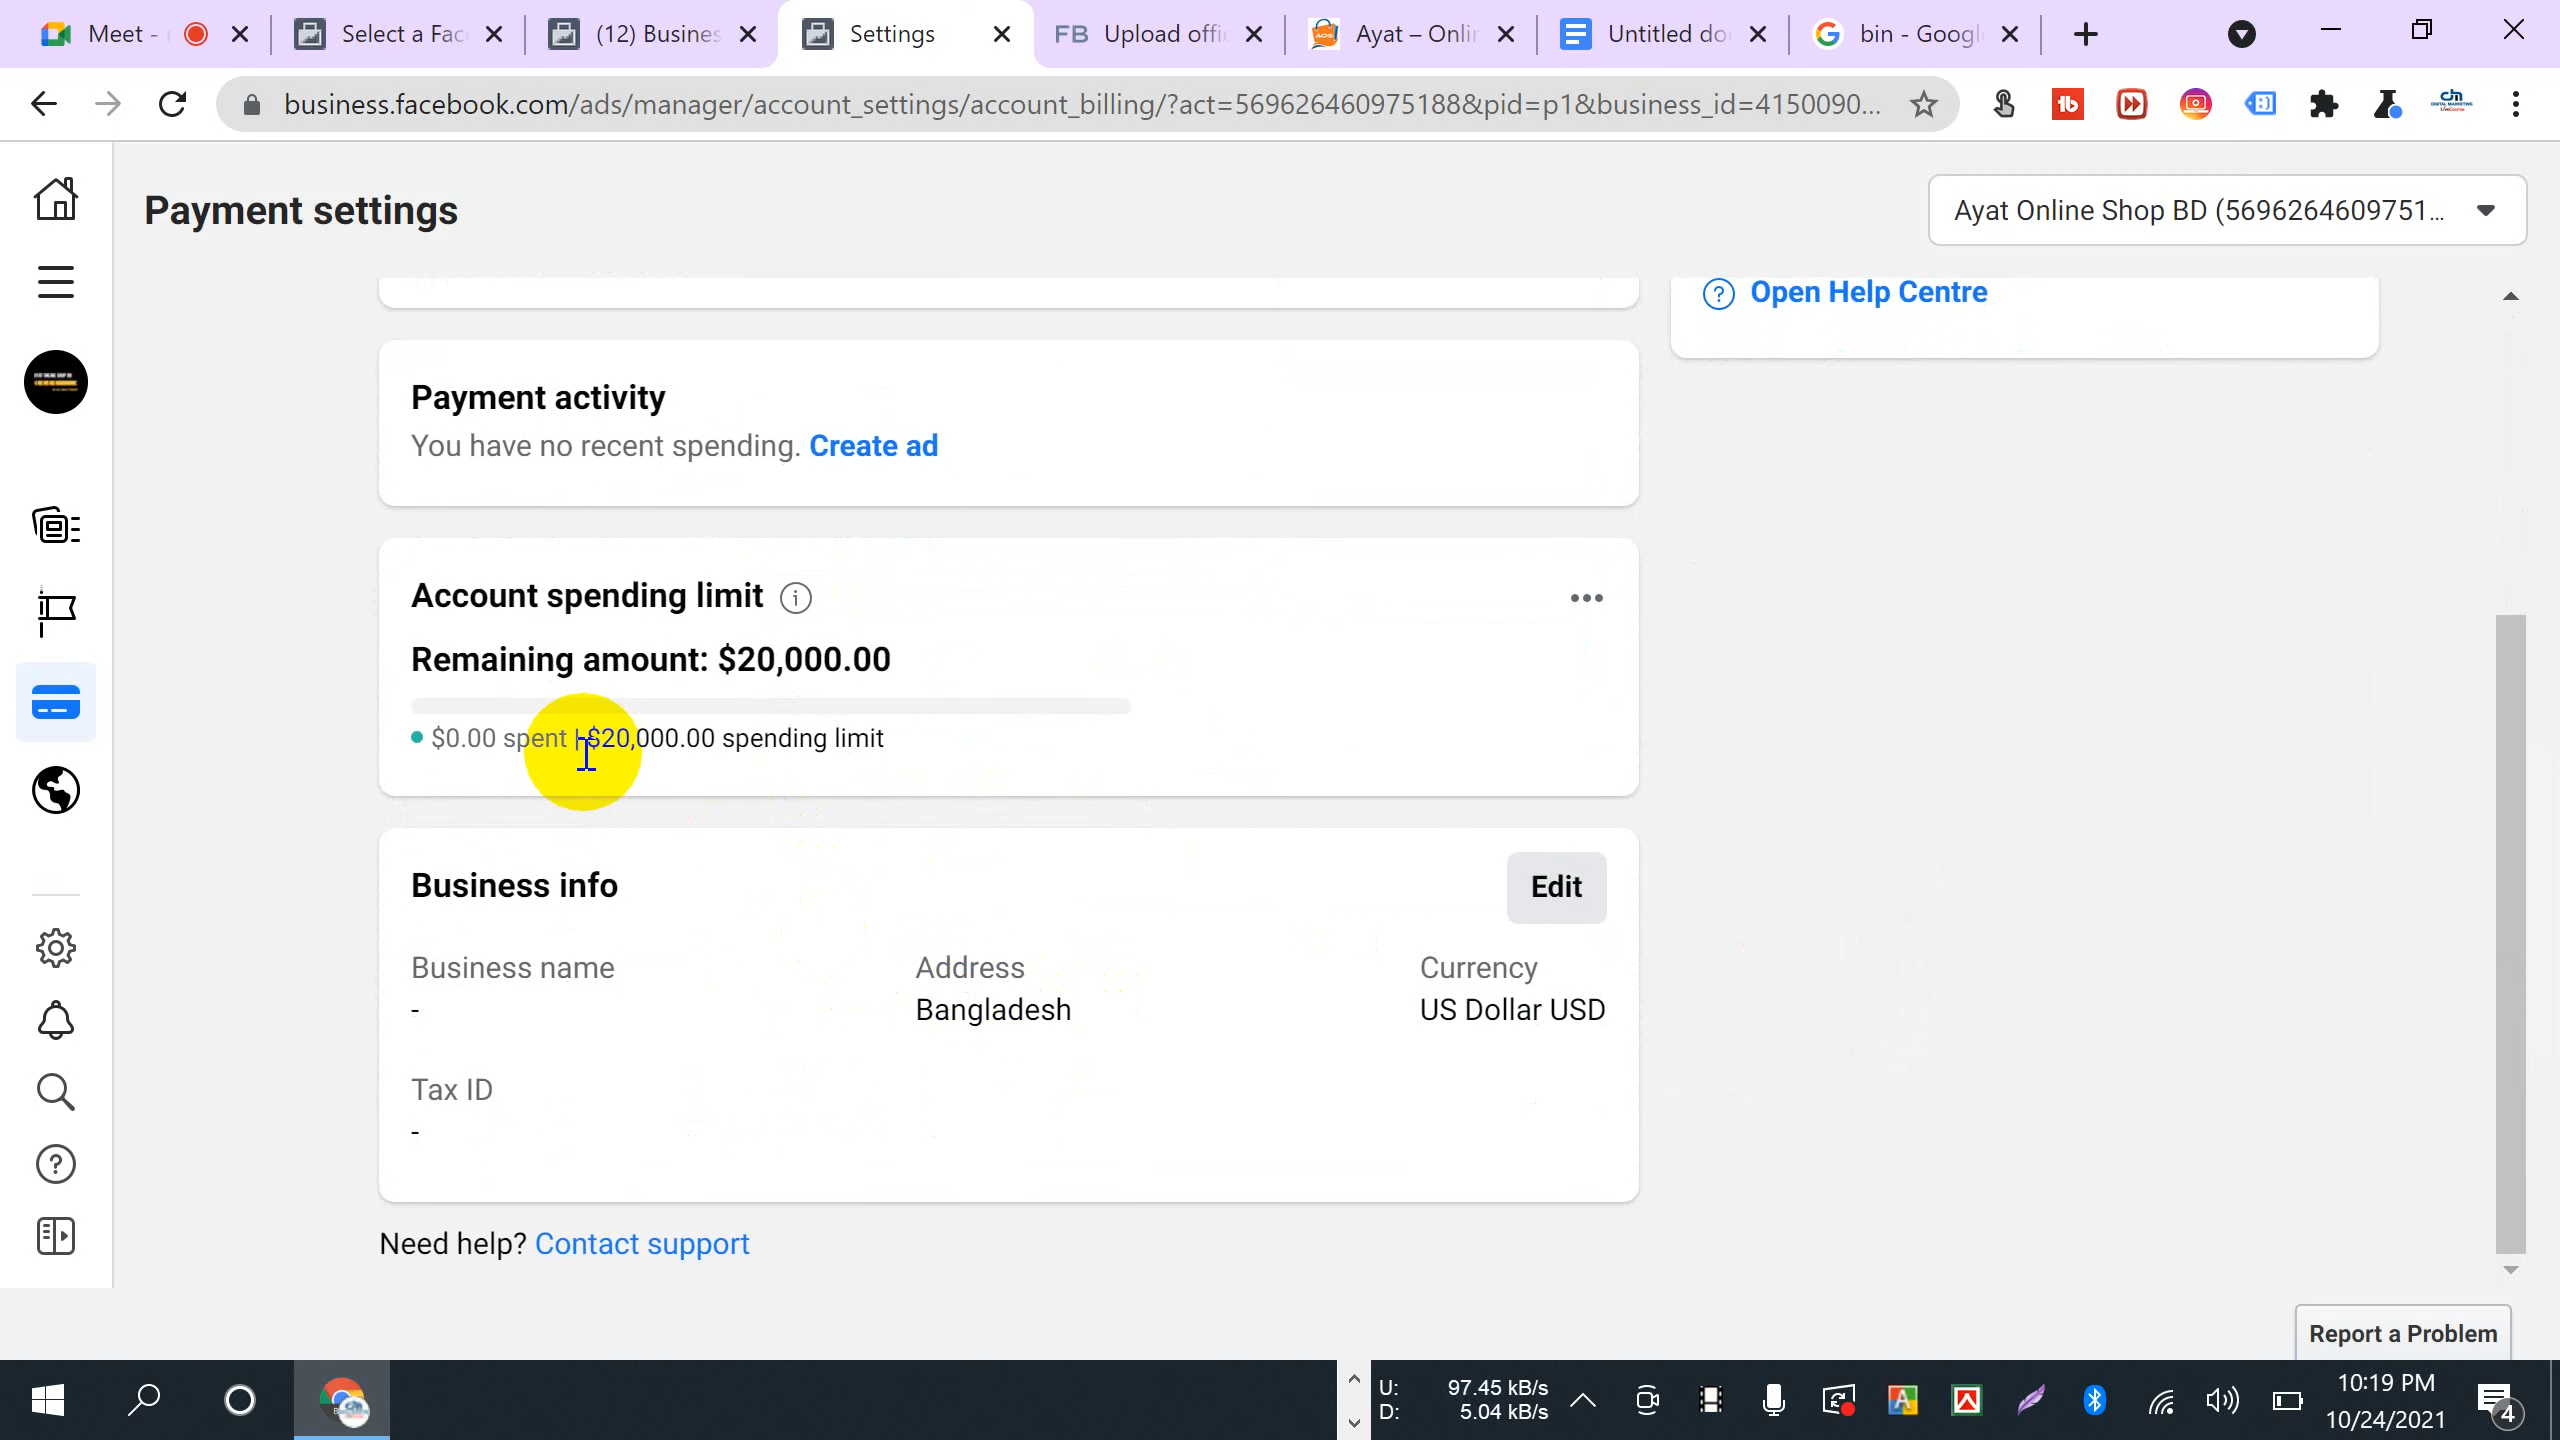 Meet -
Select a Fac
(12) Busines
Settings
FB Upload offi
Ayat – Onlin
Untitled do
bin - Googl
business.facebook.com/ads/manager/account_settings/account_billing/?act=569626460975188&pid=p1&business_id=4150090...
Payment settings
Ayat Online Shop BD (5696264609751...
Open Help Centre
Payment activity
You have no recent spending. Create ad
Account spending limit
Remaining amount: $20,000.00
$0.00 spent | $20,000.00 spending limit
Business info
Edit
Business name
Address
Currency
-
Bangladesh
US Dollar USD
Tax ID
-
Need help? Contact support
Report a Problem
U: 97.45 kB/s
D: 5.04 kB/s
10:19 PM
10/24/2021
4